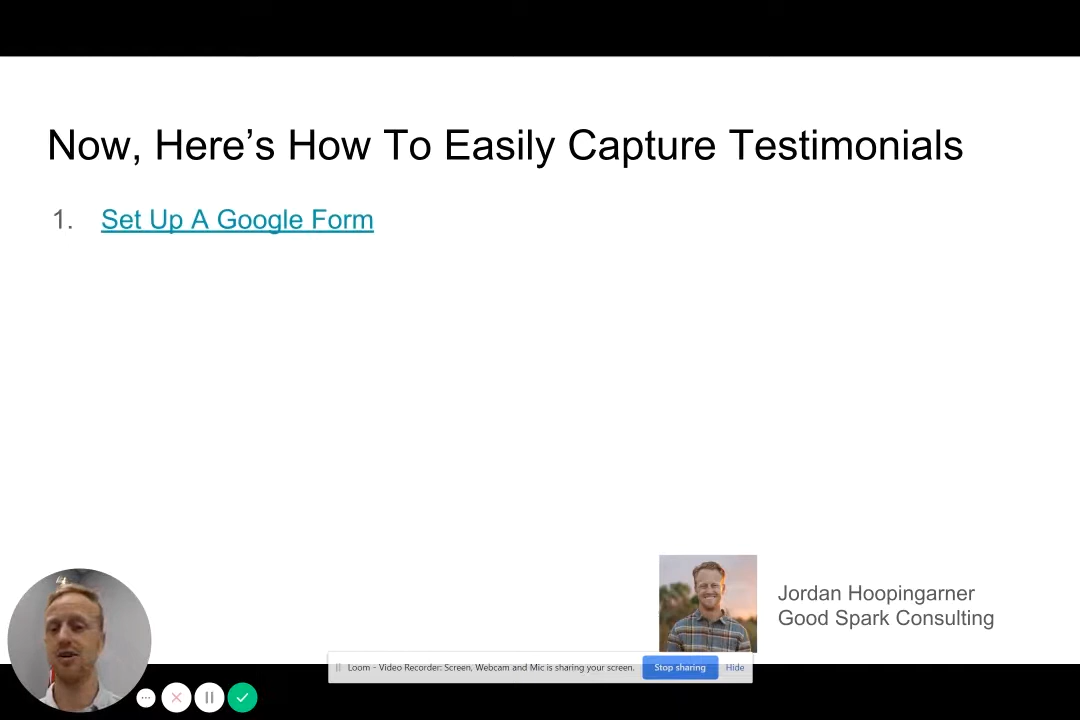 Now, Here’s How To Easily Capture Testimonials
1. Set Up A Google Form
Jordan Hoopingarner
Good Spark Consulting
Loom - Video Recorder: Screen, Webcam and Mic is sharing your screen. Stop sharing Hide